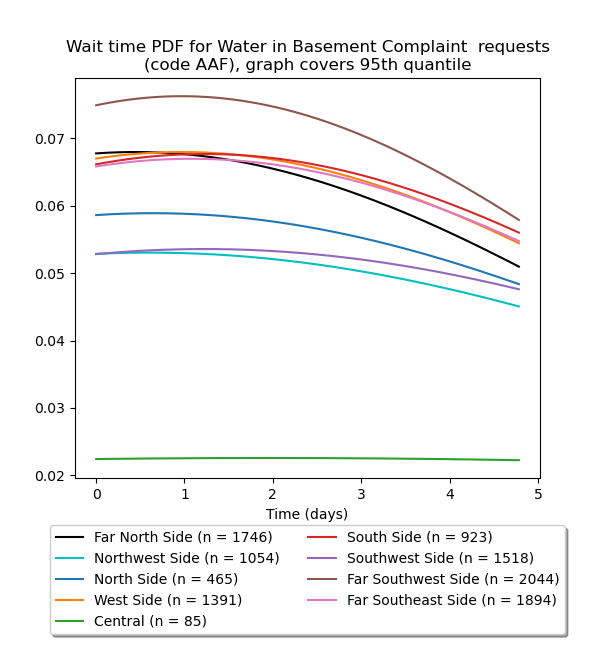 Wait time PDF for Water in Basement Complaint  requests
(code AAF), graph covers 95th quantile
0.07
0.06
0.05
0.04
0.03
0.02
0 1 2 3 4 5
Time (days)
Far North Side (n = 1746)
Northwest Side (n = 1054)
North Side (n = 465)
West Side (n = 1391)
Central (n = 85)
South Side (n = 923)
Southwest Side (n = 1518)
Far Southwest Side (n = 2044)
Far Southeast Side (n = 1894)